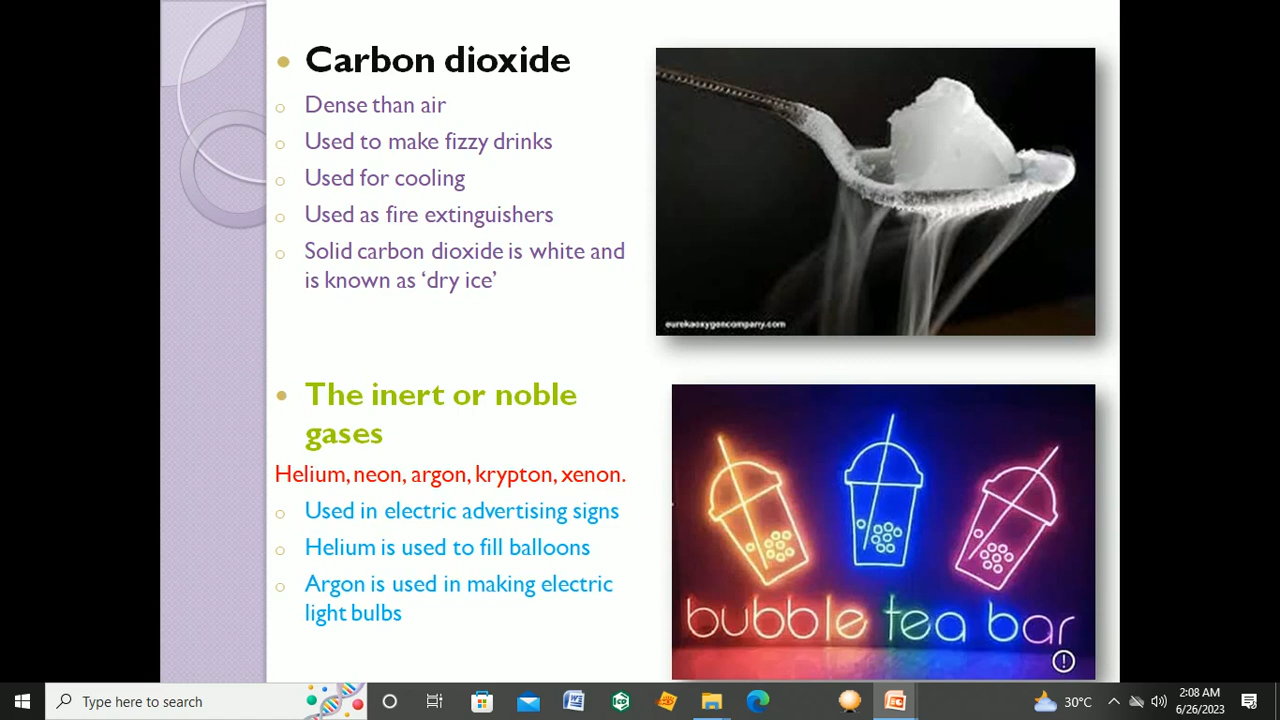 Carbon dioxide
Dense than air
Used to make fizzy drinks
Used for cooling
Used as fire extinguishers
Solid carbon dioxide is white and
is known as ‘dry ice’
eurekaoxygencompany.com
The inert or noble
gases
Helium, neon, argon, krypton, xenon.
Used in electric advertising signs
Helium is used to fill balloons
Argon is used in making electric
light bulbs
bubble tea bar
Type here to search
30°C
2:08 AM
6/26/2023